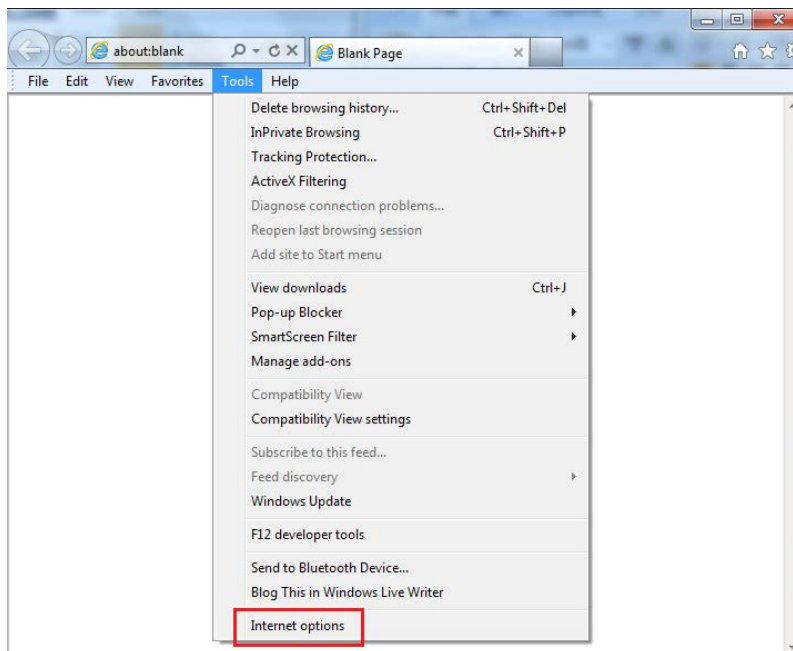 about:blank
Blank Page
File Edit View Favorites Tools Help
Delete browsing history... Ctrl+Shift+Del
InPrivate Browsing Ctrl+Shift+P
Tracking Protection...
ActiveX Filtering
Diagnose connection problems...
Reopen last browsing session
Add site to Start menu
View downloads Ctrl+J
Pop-up Blocker
SmartScreen Filter
Manage add-ons
Compatibility View
Compatibility View settings
Subscribe to this feed...
Feed discovery
Windows Update
F12 developer tools
Send to Bluetooth Device...
Blog This in Windows Live Writer
Internet options